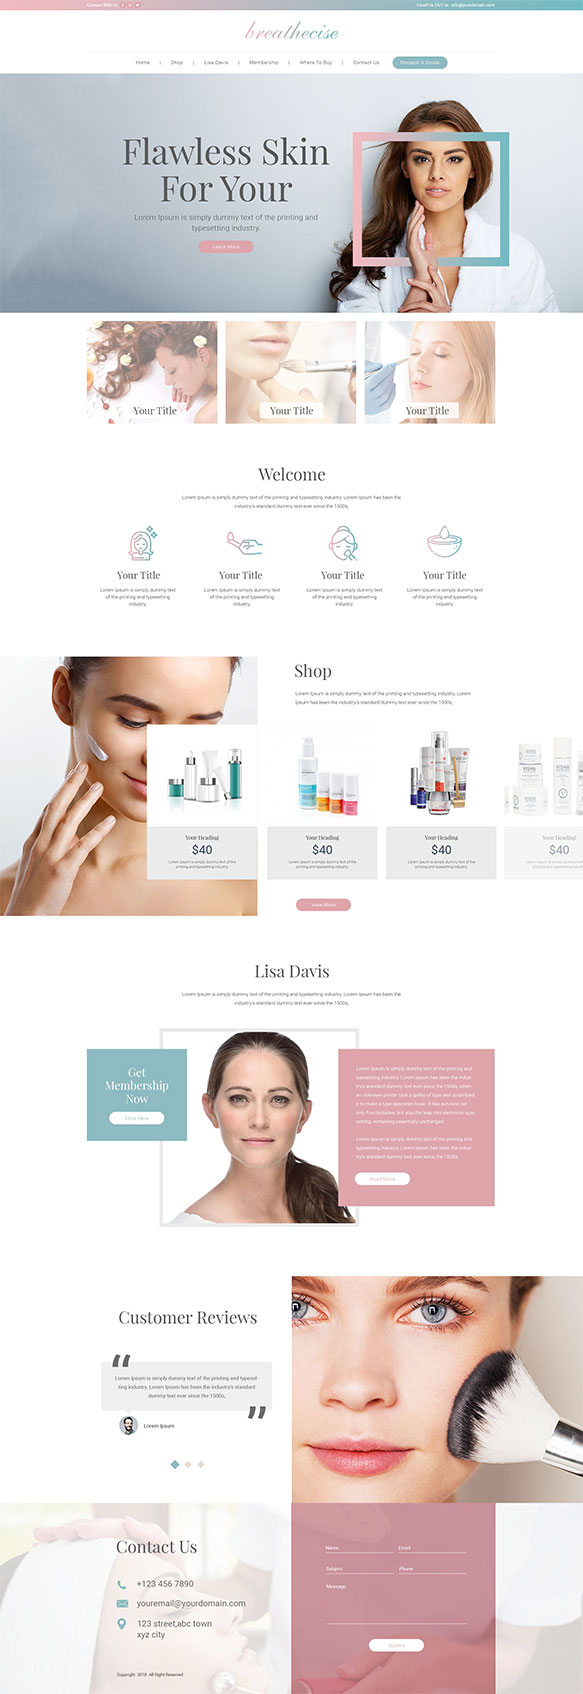 Connect With Us
Email Us 24/7 at : info@yourdomain.com
breathecise
Home | Shop | Lisa Davis | Membership | Where To Buy | Contact Us
Request A Qoute
Flawless Skin
For Your
Lorem Ipsum is simply dummy text of the printing and
typesetting industry.
Learn More
Your Title
Your Title
Your Title
Welcome
Lorem Ipsum is simply dummy text of the printing and typesetting industry. Lorem Ipsum has been the
industry's standard dummy text ever since the 1500s,
Your Title
Lorem Ipsum is simply dummy text
of the printing and typesetting
industry.
Your Title
Lorem Ipsum is simply dummy text
of the printing and typesetting
industry.
Your Title
Lorem Ipsum is simply dummy text
of the printing and typesetting
industry.
Your Title
Lorem Ipsum is simply dummy text
of the printing and typesetting
industry.
Shop
Lorem Ipsum is simply dummy text of the printing and typesetting industry. Lorem
Ipsum has been the industry's standard dummy text ever since the 1500s,
Your Heading
$40
Lorem Ipsum is simply dummy text of the
printing and typesetting industry
Your Heading
$40
Lorem Ipsum is simply dummy text of the
printing and typesetting industry
Your Heading
$40
Lorem Ipsum is simply dummy text of the
printing and typesetting industry
Your Heading
$40
Lorem Ipsum is simply dummy text of the
printing and typesetting industry
View More
Lisa Davis
Lorem Ipsum is simply dummy text of the printing and typesetting industry. Lorem Ipsum has been the
industry's standard dummy text ever since the 1500s,
Get
Membership
Now
Click Here
Lorem Ipsum is simply dummy text of the printing and
typesetting industry. Lorem Ipsum has been the indus-
try's standard dummy text ever since the 1500s, when
an unknown printer took a galley of type and scrambled
it to make a type specimen book. It has survived not
only five centuries, but also the leap into electronic type-
setting, remaining essentially unchanged.
Lorem Ipsum is simply dummy text of the printing and
typesetting industry. Lorem Ipsum has been the indus-
try's standard dummy text ever since the 1500s,
Read More
Customer Reviews
“
Lorem Ipsum is simply dummy text of the printing and typeset-
ting industry. Lorem Ipsum has been the industry's standard
dummy text ever since the 1500s,
”
Lorem Ipsum
Contact Us
+123 456 7890
youremail@yourdomain.com
123 street,abc town
xyz city
Copyright. 2018 All Right Reserved
Name
Email
Subject
Phone
Message
Submit